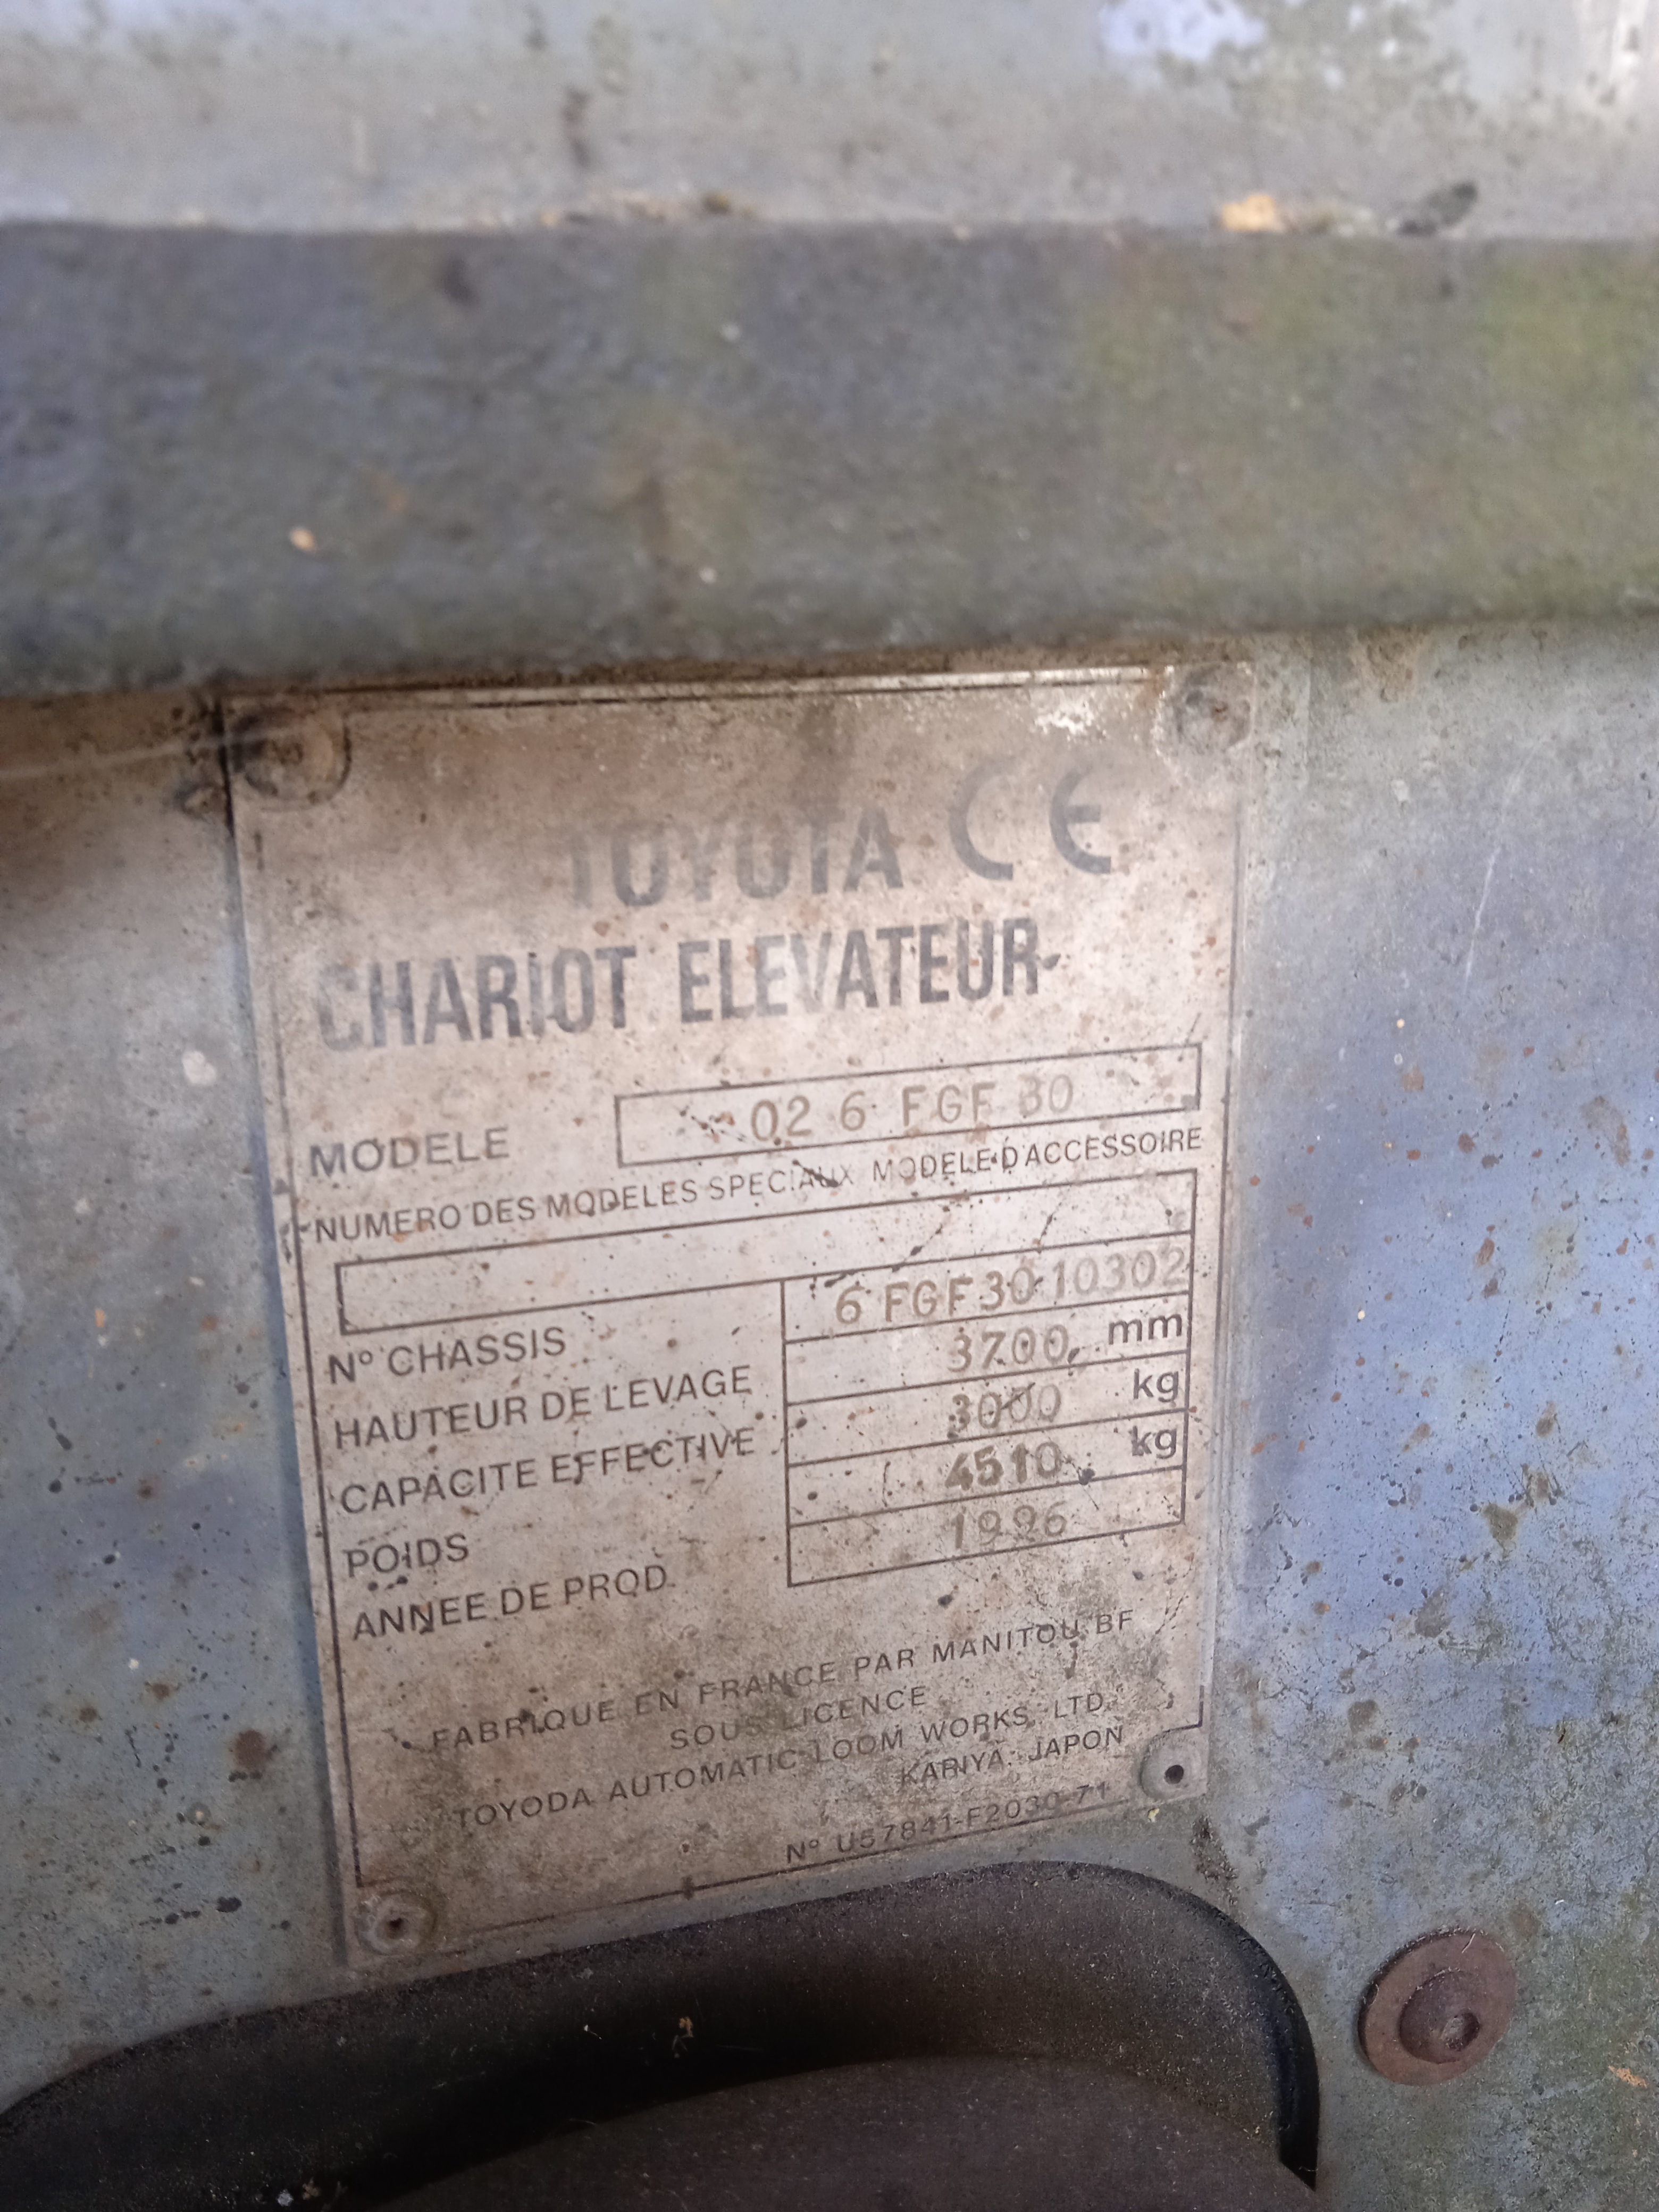 TOYOTA CE
CHARIOT ELEVATEUR
MODELE 02 6 FGF 30
NUMERO DES MODELES SPECIAUX MODELE D'ACCESSOIRE
N° CHASSIS 6 FGF30 10302
HAUTEUR DE LEVAGE 3700 mm
CAPACITE EFFECTIVE 3000 kg
POIDS 4510 kg
ANNEE DE PROD. 1996
FABRIQUE EN FRANCE PAR MANITOU BF
SOUS LICENCE
TOYODA AUTOMATIC LOOM WORKS, LTD.
KARIYA, JAPON
N° U57841-F2030-71